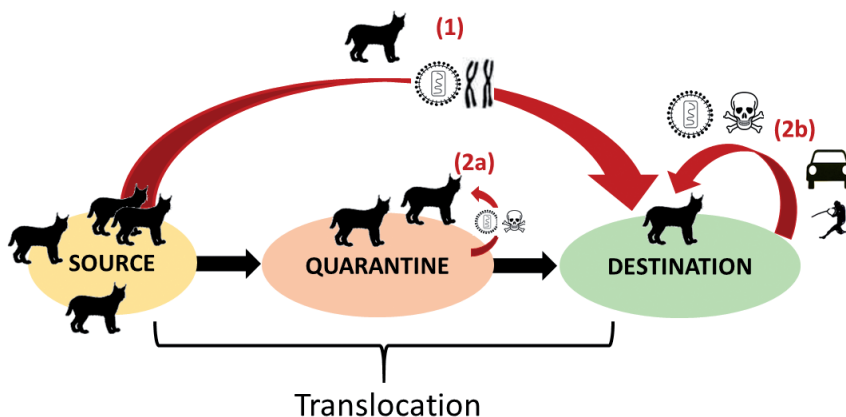 (1)
(2b)
(2a)
SOURCE
QUARANTINE
DESTINATION
Translocation